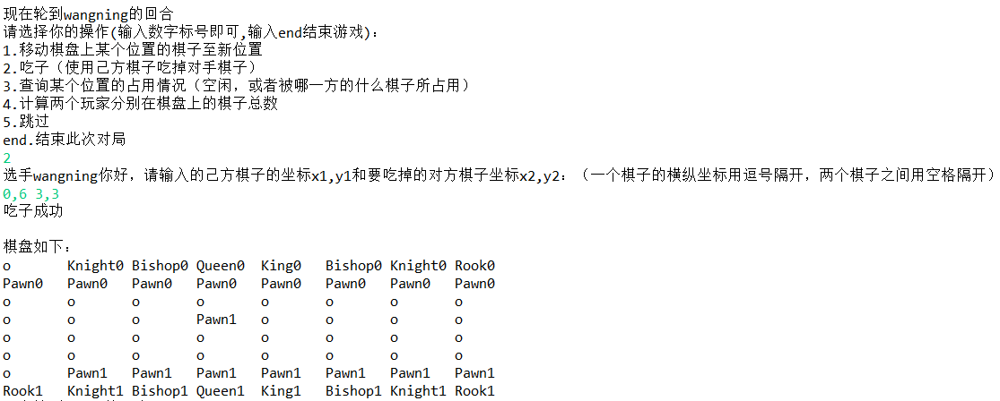 现在轮到wangning的回合
请选择你的操作(输入数字标号即可,输入end结束游戏):
1.移动棋盘上某个位置的棋子至新位置
2.吃子（使用己方棋子吃掉对手棋子）
3.查询某个位置的占用情况（空闲，或者被哪一方的什么棋子所占用）
4.计算两个玩家分别在棋盘上的棋子总数
5.跳过
end.结束此次对局
2
选手wangning你好，请输入的己方棋子的坐标x1,y1和要吃掉的对方棋子坐标x2,y2：（一个棋子的横纵坐标用逗号隔开，两个棋子之间用空格隔开）
0,6 3,3
吃子成功
棋盘如下：
o Knight0 Bishop0 Queen0 King0 Bishop0 Knight0 Rook0
Pawn0 Pawn0 Pawn0 Pawn0 Pawn0 Pawn0 Pawn0 Pawn0
o o o o o o o o
o o o Pawn1 o o o o
o o o o o o o o
o o o o o o o o
o Pawn1 Pawn1 Pawn1 Pawn1 Pawn1 Pawn1 Pawn1
Rook1 Knight1 Bishop1 Queen1 King1 Bishop1 Knight1 Rook1